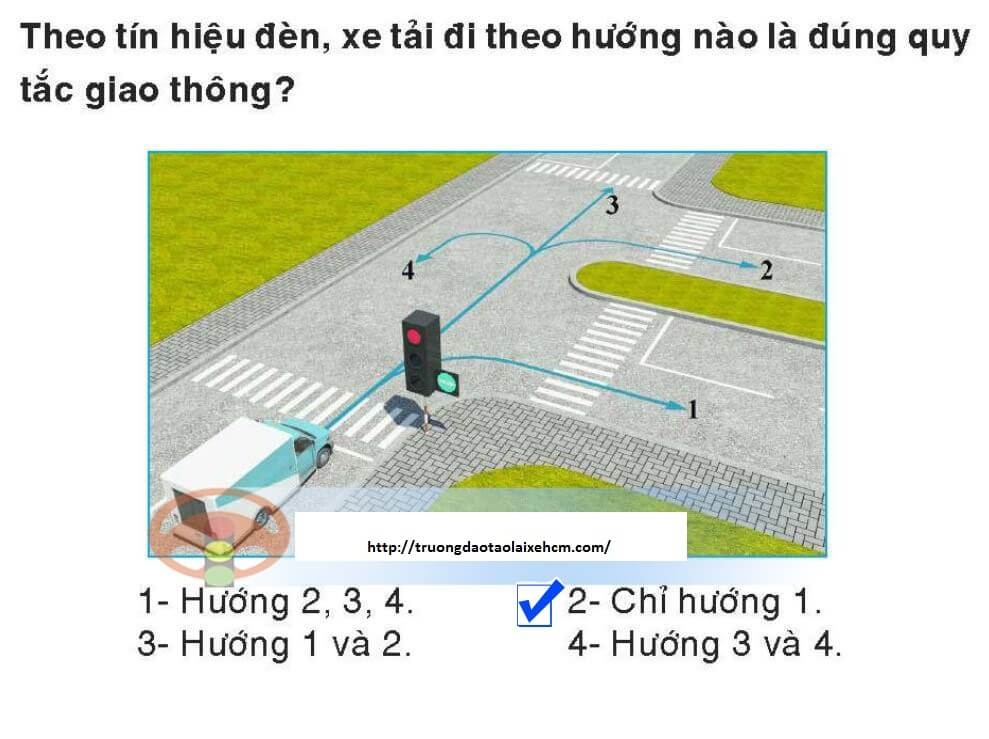 Theo tín hiệu đèn, xe tải đi theo hướng nào là đúng quy
tắc giao thông?
3
4
2
1
http://truongdaotaolaixehcm.com/
1- Hướng 2, 3, 4.
2- Chỉ hướng 1.
3- Hướng 1 và 2.
4- Hướng 3 và 4.